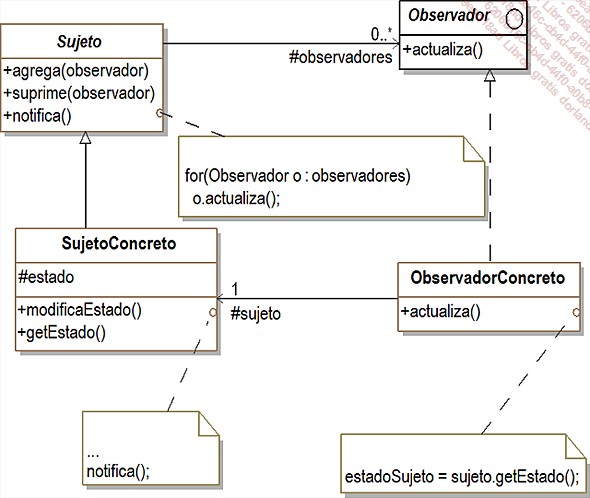 Sujeto
+agrega(observador)
+suprime(observador)
+notifica()
0..*
#observadores
Observador
+actualiza()
for(Observador o : observadores)
o.actualiza();
SujetoConcreto
#estado
+modificaEstado()
+getEstado()
1
#sujeto
ObservadorConcreto
+actualiza()
...
notifica();
estadoSujeto = sujeto.getEstado();